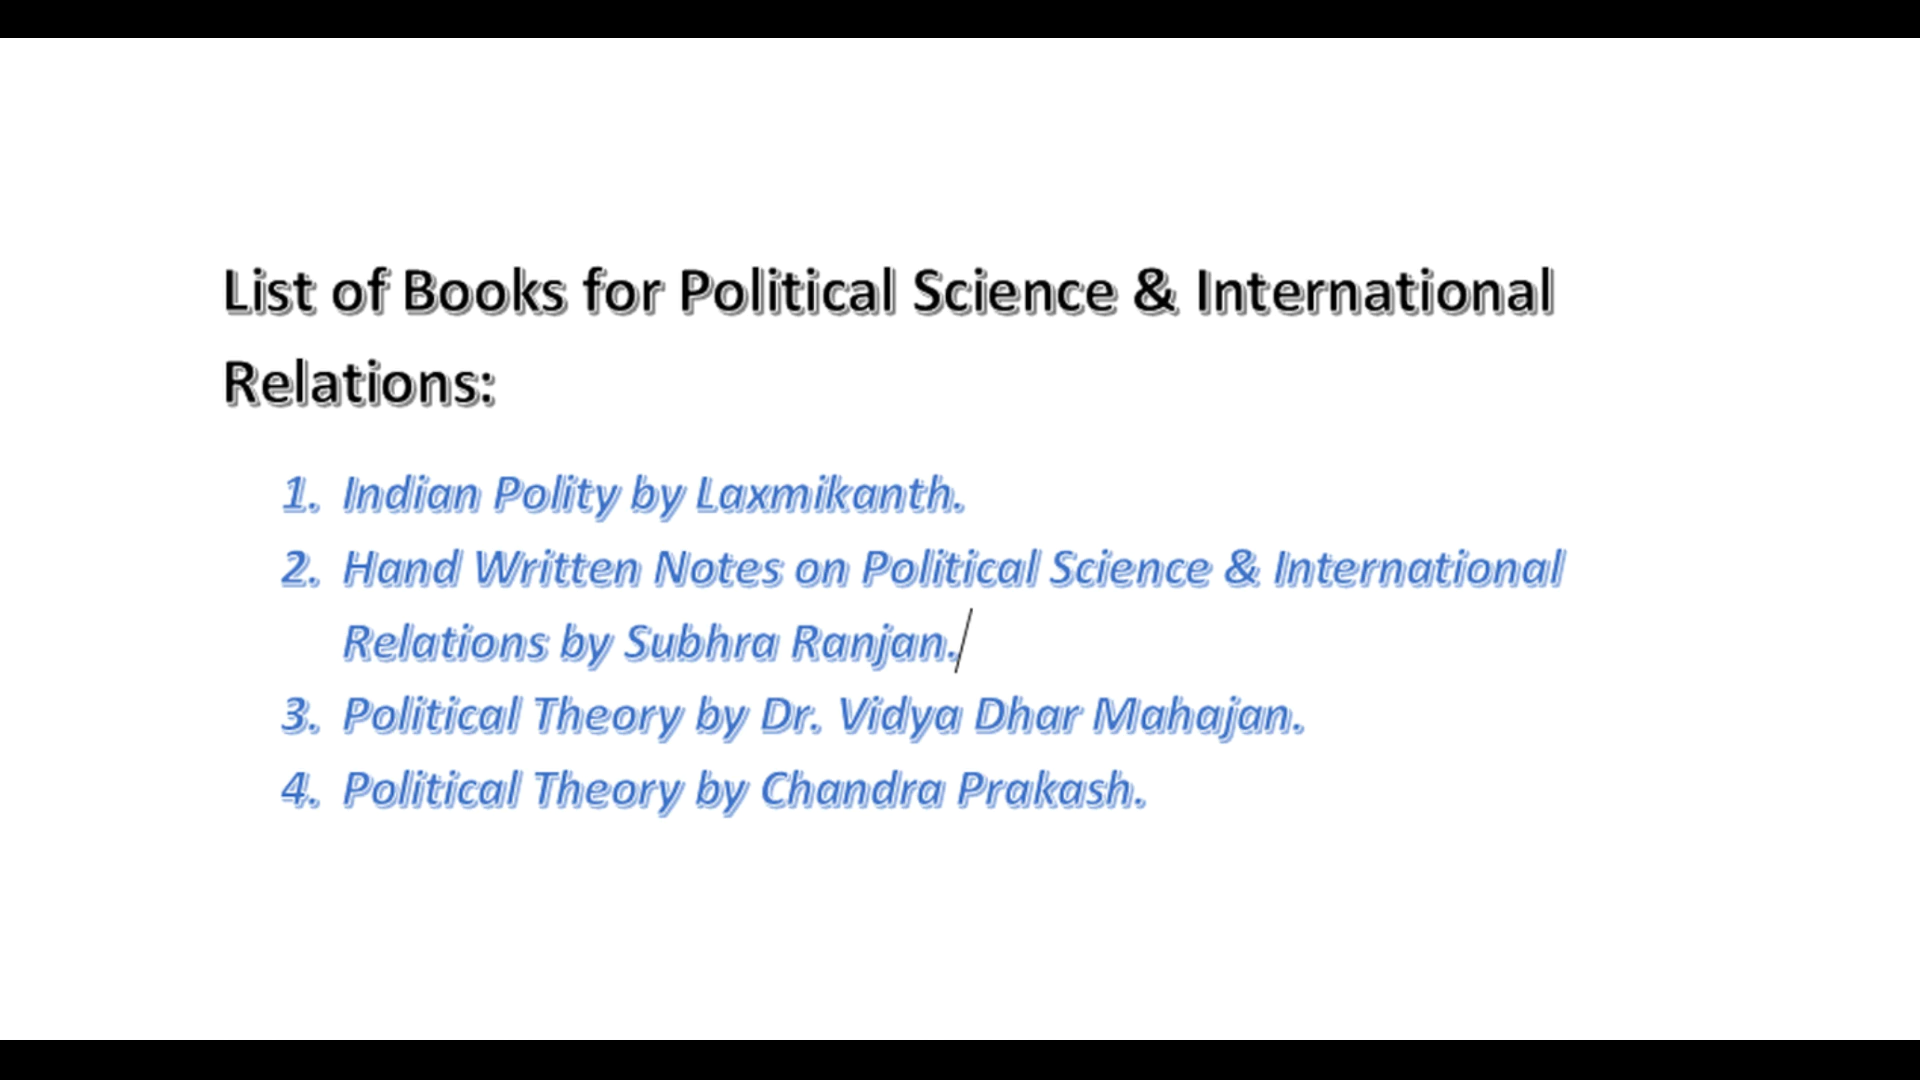 List of Books for Political Science & International
Relations:
1. Indian Polity by Laxmikanth.
2. Hand Written Notes on Political Science & International
Relations by Subhra Ranjan.
3. Political Theory by Dr. Vidya Dhar Mahajan.
4. Political Theory by Chandra Prakash.